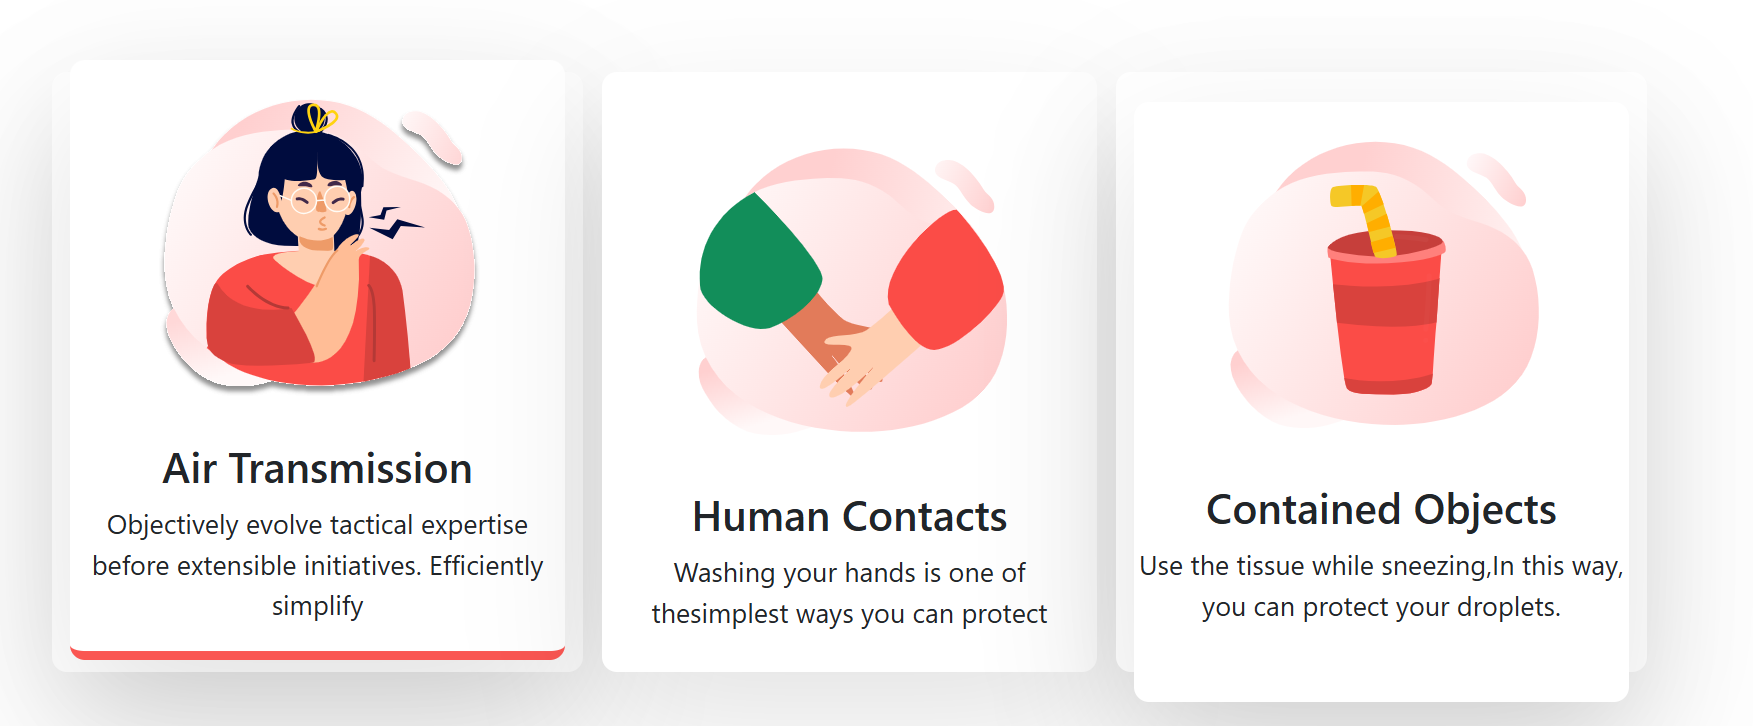 Air Transmission
Objectively evolve tactical expertise
before extensible initiatives. Efficiently
simplify
Human Contacts
Washing your hands is one of
thesimplest ways you can protect
Contained Objects
Use the tissue while sneezing,In this way,
you can protect your droplets.